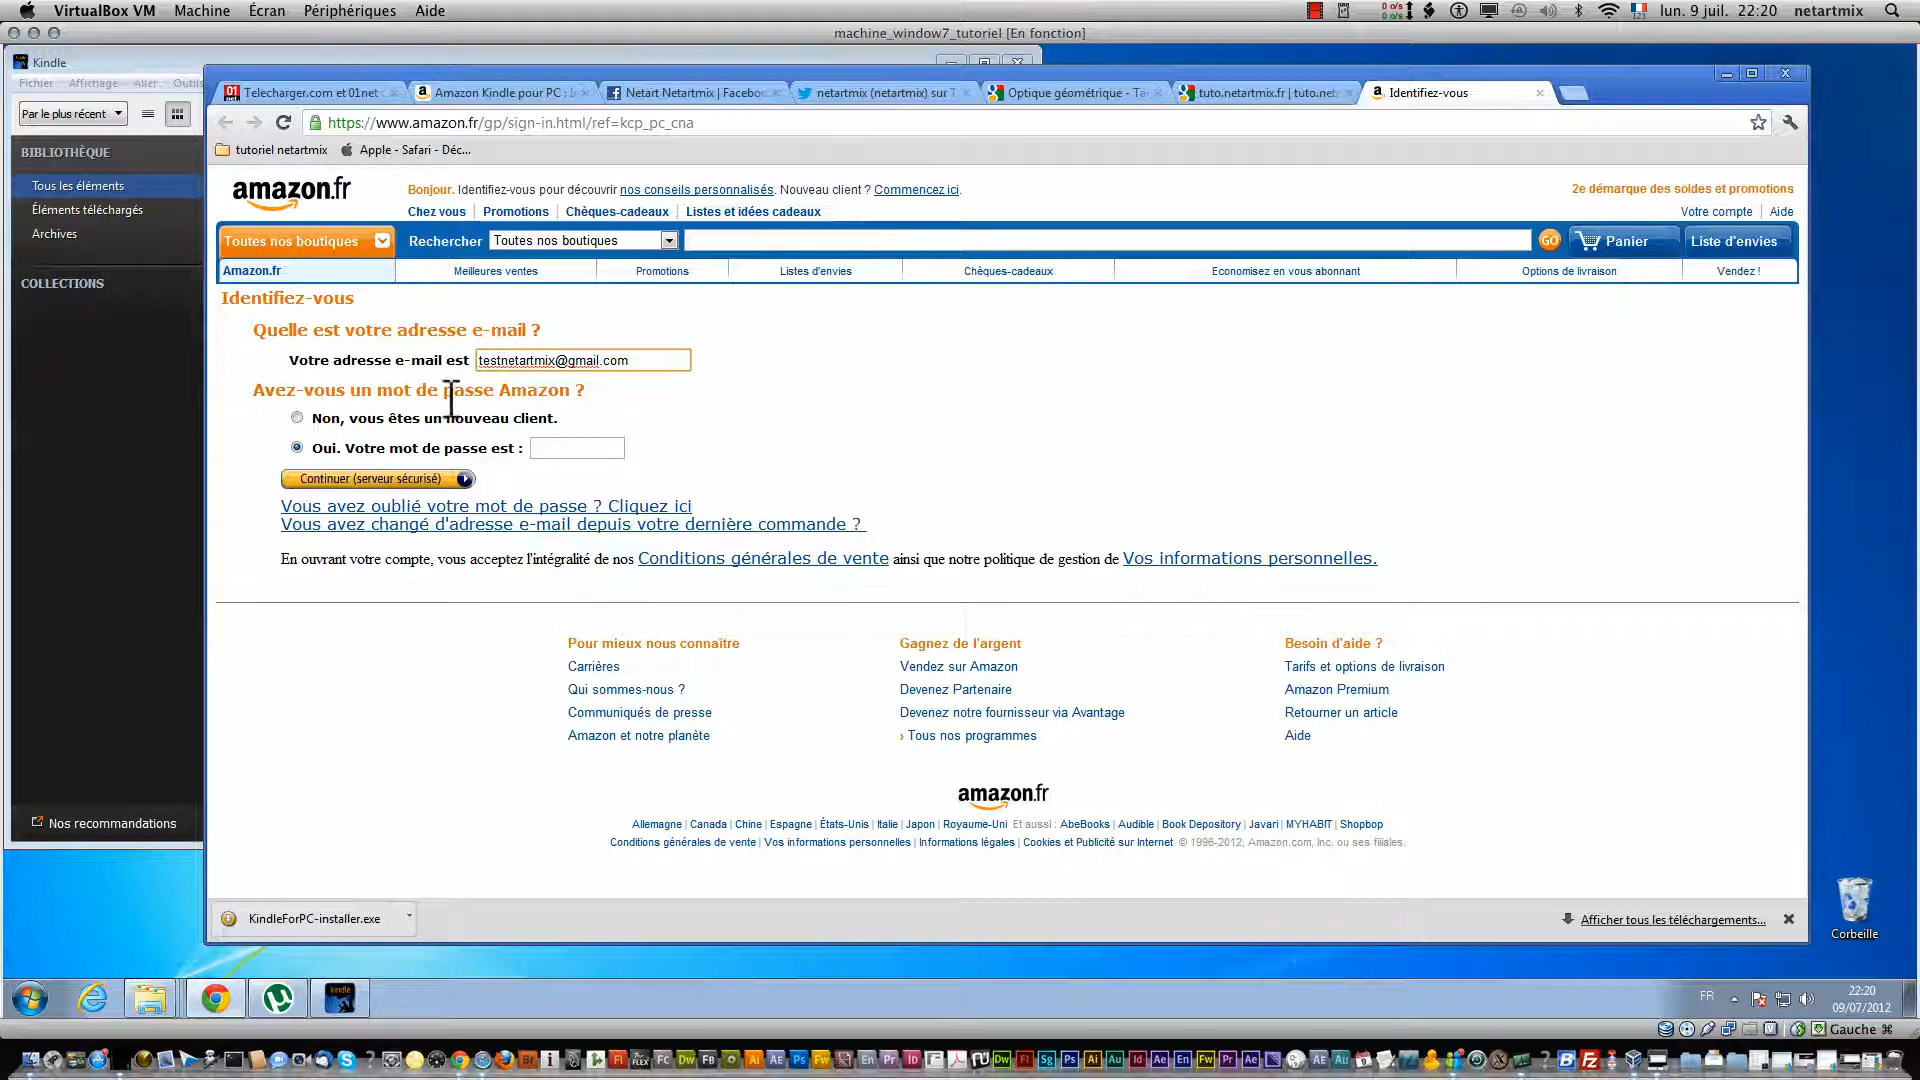 VirtualBox VM Machine Écran Périphériques Aide
0 o/s
0 o/s
lun. 9 juil. 22:20 netartmix
machine_window7_tutoriel [En fonction]
Kindle
Fichier Affichage Aller Outils
Par le plus récent
BIBLIOTHÈQUE
Tous les éléments
Éléments téléchargés
Archives
COLLECTIONS
Nos recommandations
Telecharger.com et 01net
Amazon Kindle pour PC :
Netart Netartmix | Faceboo
netartmix (netartmix) sur T
Optique géométrique - Ta
tuto.netartmix.fr | tuto.net
Identifiez-vous
https://www.amazon.fr/gp/sign-in.html/ref=kcp_pc_cna
tutoriel netartmix Apple - Safari - Déc...
amazon.fr
Bonjour. Identifiez-vous pour découvrir nos conseils personnalisés. Nouveau client ? Commencez ici.
2e démarque des soldes et promotions
Chez vous | Promotions | Chèques-cadeaux | Listes et idées cadeaux
Votre compte | Aide
Toutes nos boutiques Rechercher Toutes nos boutiques GO Panier Liste d'envies
Amazon.fr Meilleures ventes Promotions Listes d'envies Chèques-cadeaux Economisez en vous abonnant Options de livraison Vendez !
Identifiez-vous
Quelle est votre adresse e-mail ?
Votre adresse e-mail est testnetartmix@gmail.com
Avez-vous un mot de passe Amazon ?
Non, vous êtes un nouveau client.
Oui. Votre mot de passe est :
Continuer (serveur sécurisé)
Vous avez oublié votre mot de passe ? Cliquez ici
Vous avez changé d'adresse e-mail depuis votre dernière commande ?
En ouvrant votre compte, vous acceptez l'intégralité de nos Conditions générales de vente ainsi que notre politique de gestion de Vos informations personnelles.
Pour mieux nous connaître
Carrières
Qui sommes-nous ?
Communiqués de presse
Amazon et notre planète
Gagnez de l'argent
Vendez sur Amazon
Devenez Partenaire
Devenez notre fournisseur via Avantage
› Tous nos programmes
Besoin d'aide ?
Tarifs et options de livraison
Amazon Premium
Retourner un article
Aide
amazon.fr
Allemagne | Canada | Chine | Espagne | États-Unis | Italie | Japon | Royaume-Uni Et aussi : AbeBooks | Audible | Book Depository | Javari | MYHABIT | Shopbop
Conditions générales de vente | Vos informations personnelles | Informations légales | Cookies et Publicité sur Internet © 1996-2012, Amazon.com, Inc. ou ses filiales.
KindleForPC-installer.exe
Afficher tous les téléchargements...
Corbeille
kindle
FR
22:20
09/07/2012
Gauche ⌘